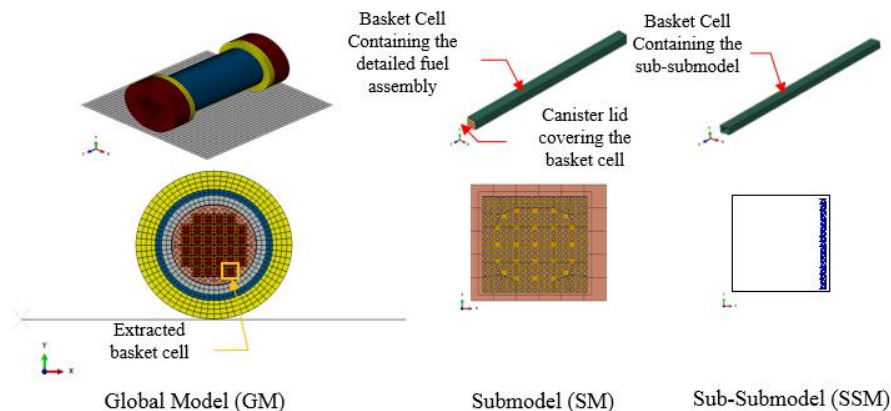 Basket Cell
Containing the
detailed fuel
assembly
Canister lid
covering the
basket cell
Basket Cell
Containing the
sub-submodel
Extracted
basket cell
Y
X
Global Model (GM)
Submodel (SM)
Sub-Submodel (SSM)